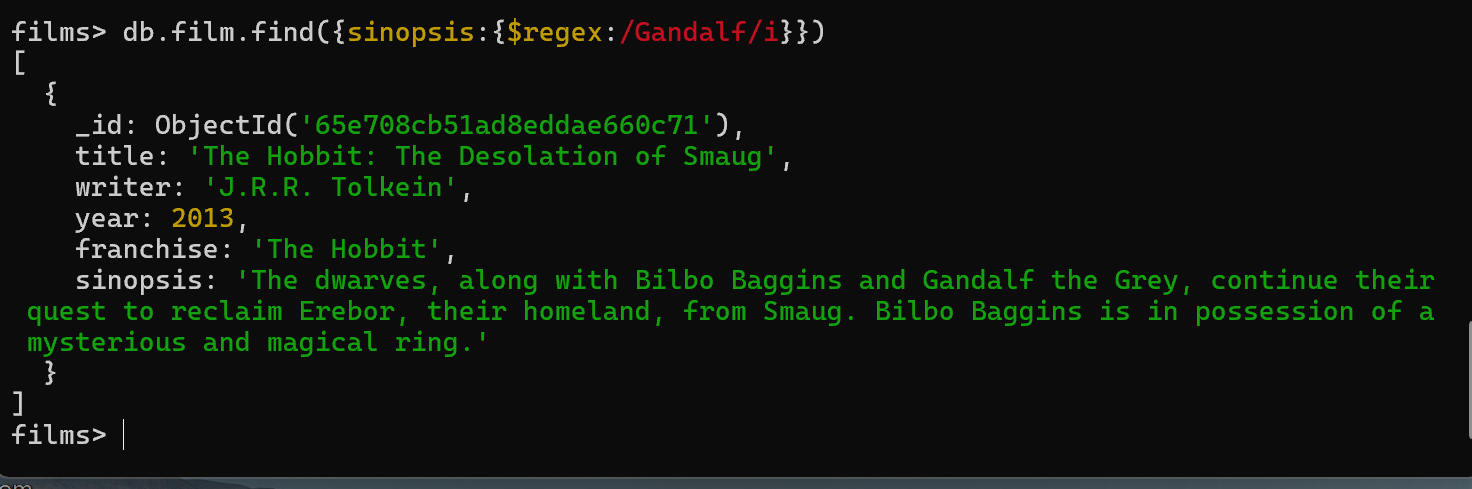 films> db.film.find({sinopsis:{$regex:/Gandalf/i}})
[
  {
    _id: ObjectId('65e708cb51ad8eddae660c71'),
    title: 'The Hobbit: The Desolation of Smaug',
    writer: 'J.R.R. Tolkein',
    year: 2013,
    franchise: 'The Hobbit',
    sinopsis: 'The dwarves, along with Bilbo Baggins and Gandalf the Grey, continue their
 quest to reclaim Erebor, their homeland, from Smaug. Bilbo Baggins is in possession of a
 mysterious and magical ring.'
  }
]
films>